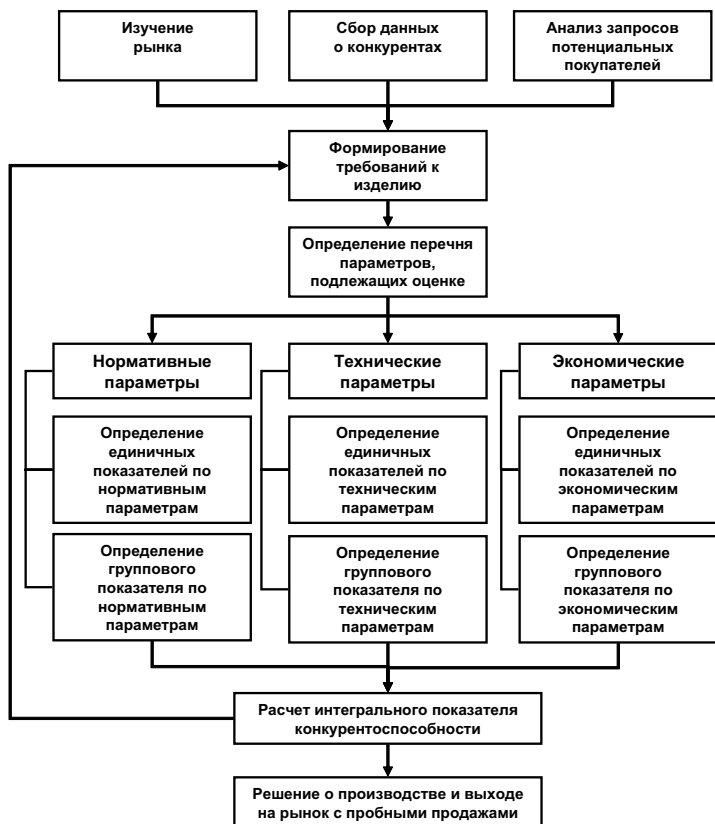 Изучение
рынка
Сбор данных
о конкурентах
Анализ запросов
потенциальных
покупателей
Формирование
требований к
изделию
Определение перечня
параметров,
подлежащих оценке
Нормативные
параметры
Технические
параметры
Экономические
параметры
Определение
единичных
показателей по
нормативным
параметрам
Определение
единичных
показателей по
техническим
параметрам
Определение
единичных
показателей по
экономическим
параметрам
Определение
группового
показателя по
нормативным
параметрам
Определение
группового
показателя по
техническим
параметрам
Определение
группового
показателя по
экономическим
параметрам
Расчет интегрального показателя
конкурентоспособности
Решение о производстве и выходе
на рынок с пробными продажами